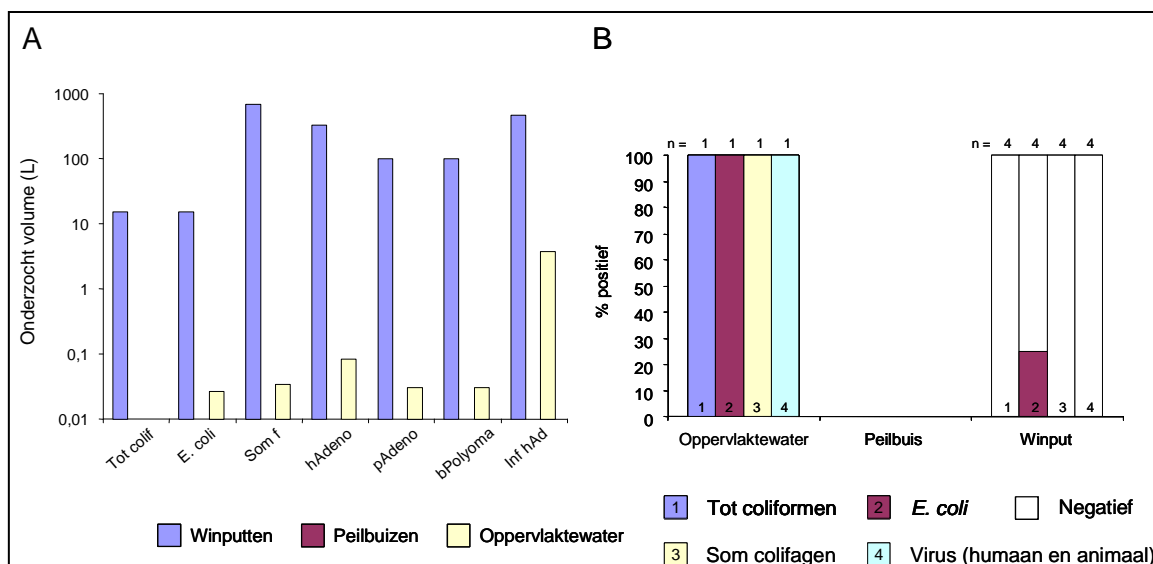 A
Onderzocht volume (L)
1000
100
10
1
0,1
0,01
Tot colif
E. coli
Som f
hAdeno
pAdeno
bPolyoma
Inf hAd
Winputten
Peilbuizen
Oppervlaktewater
B
n = 1 1 1 1
n = 4 4 4 4
% positief
100
90
80
70
60
50
40
30
20
10
0
1 2 3 4
1 2 3 4
Oppervlaktewater
Peilbuis
Winput
1 Tot coliformen
2 E. coli
Negatief
3 Som colifagen
4 Virus (humaan en animaal)